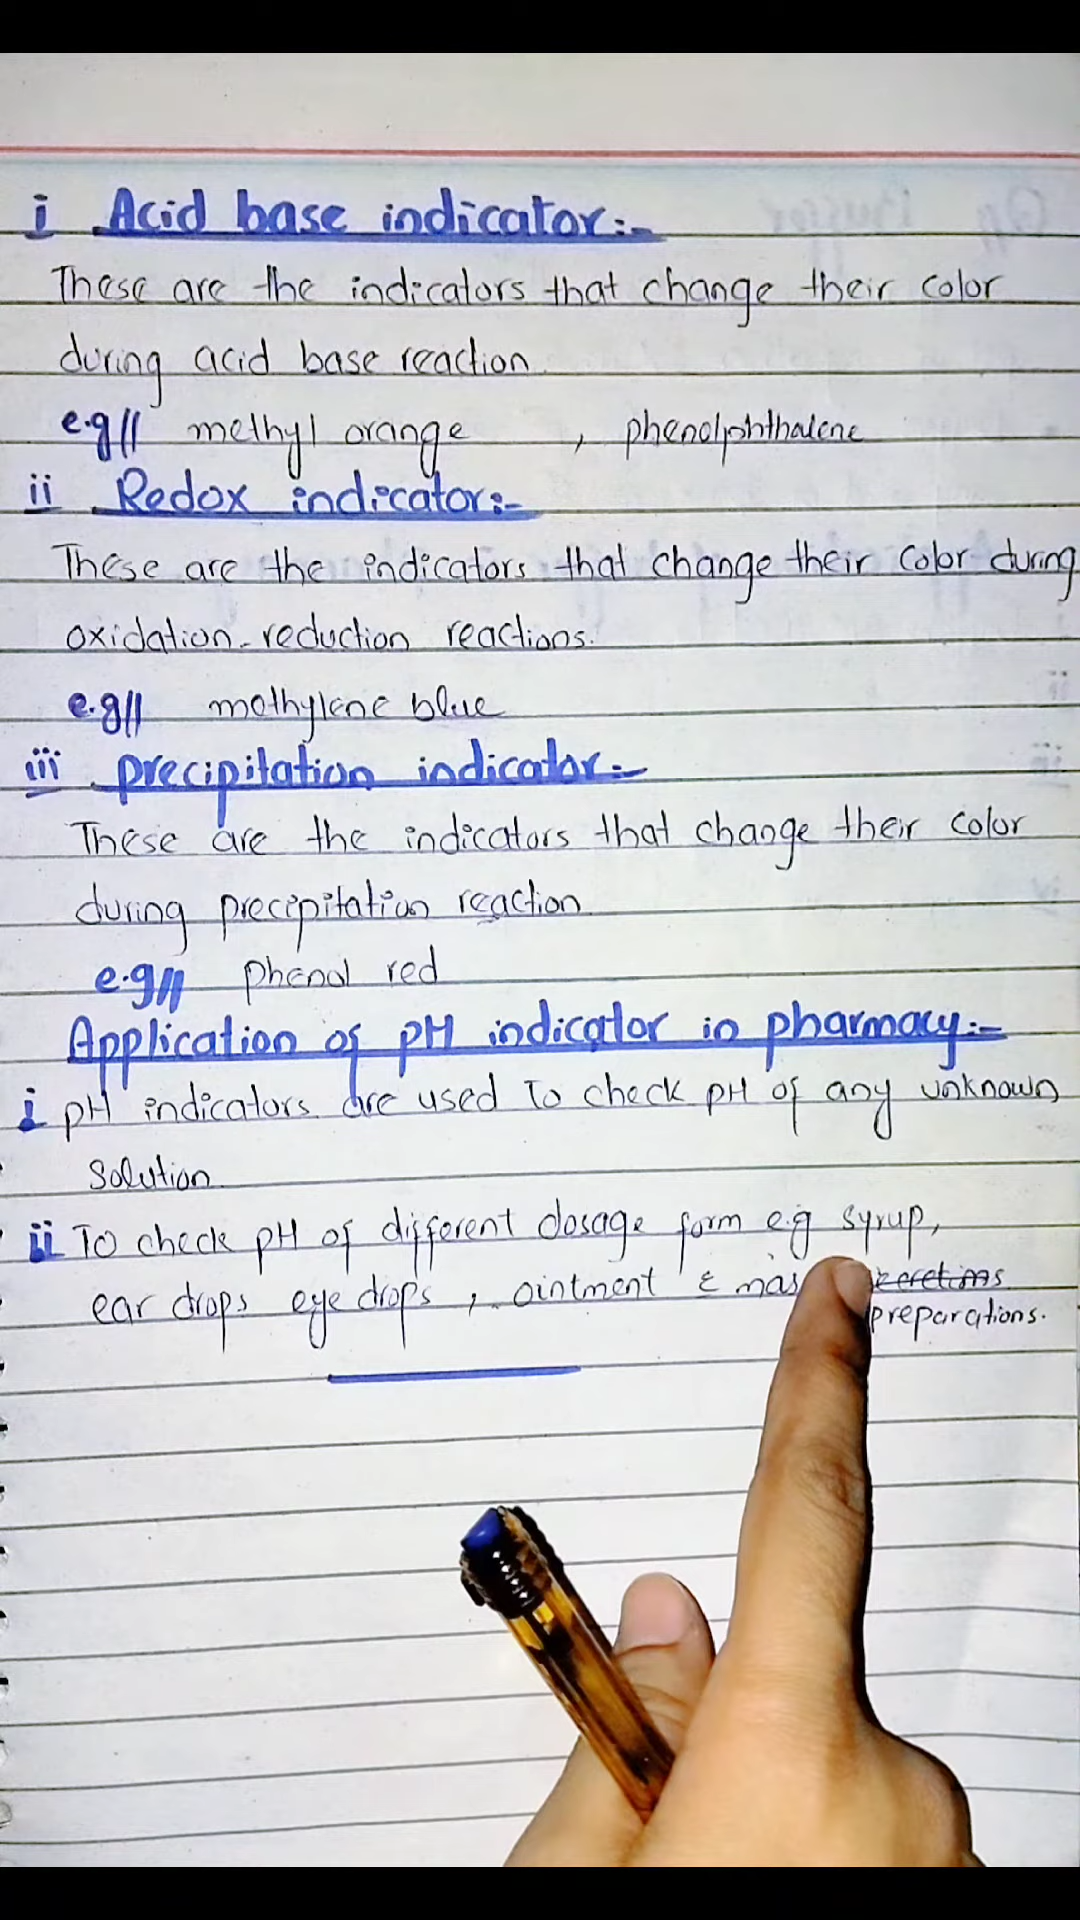 i Acid base indicator:-
These are the indicators that change their color
during acid base reaction.
e.g// methyl orange , phenolphthalene
ii Redox indicator:-
These are the indicators that change their color during
oxidation-reduction reactions.
e.g// methylene blue
iii precipitation indicator:-
These are the indicators that change their color
during precipitation reaction
e.g// phenol red
Application of pH indicator in pharmacy:-
i pH indicators are used to check pH of any unknown
solution.
ii To check pH of different dosage form e.g syrup,
ear drops eye drops , ointment &
preparations.